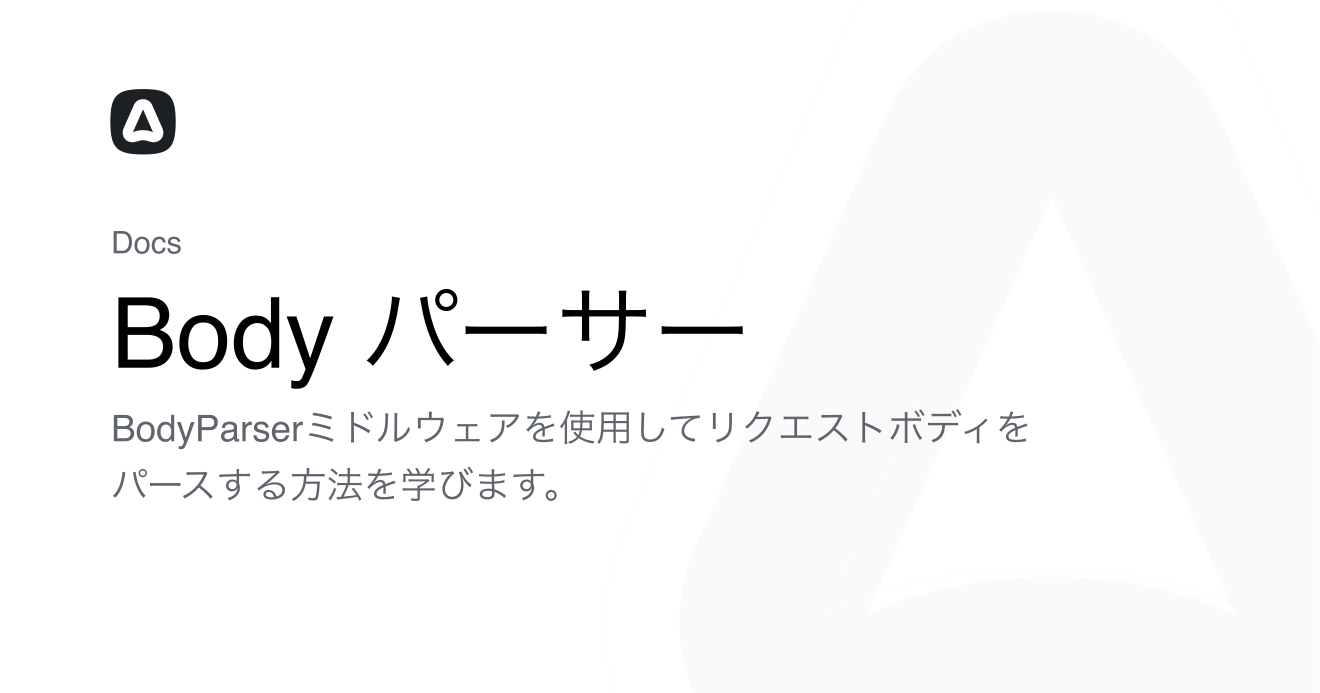 Docs
Body パーサー
BodyParserミドルウェアを使用してリクエストボディを
パースする方法を学びます。